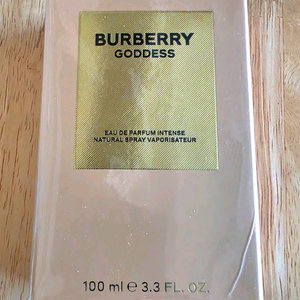 BURBERRY
GODDESS
EAU DE PARFUM INTENSE
NATURAL SPRAY VAPORISATEUR
100 ml ℮ 3.3 FL. OZ.